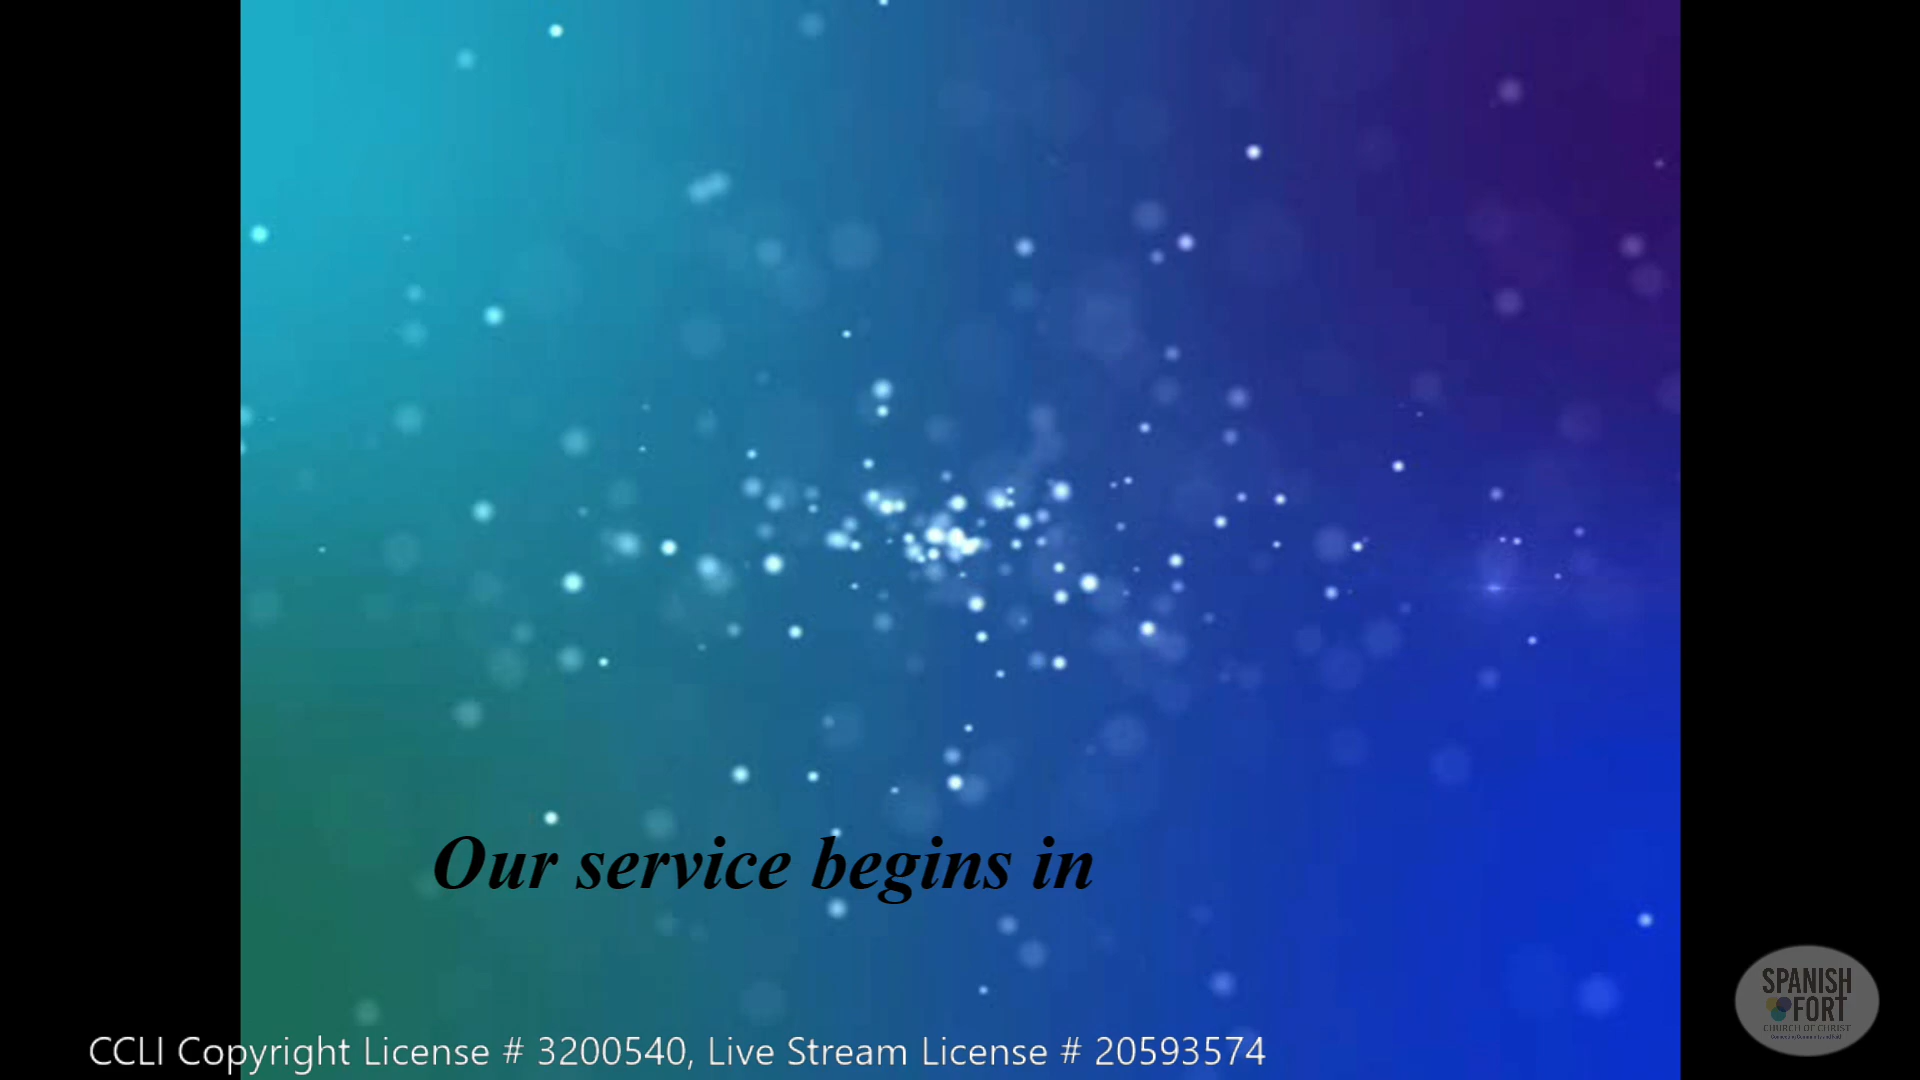 Our service begins in
CCLI Copyright License # 3200540, Live Stream License # 20593574
SPANISH
FORT
CHURCH OF CHRIST